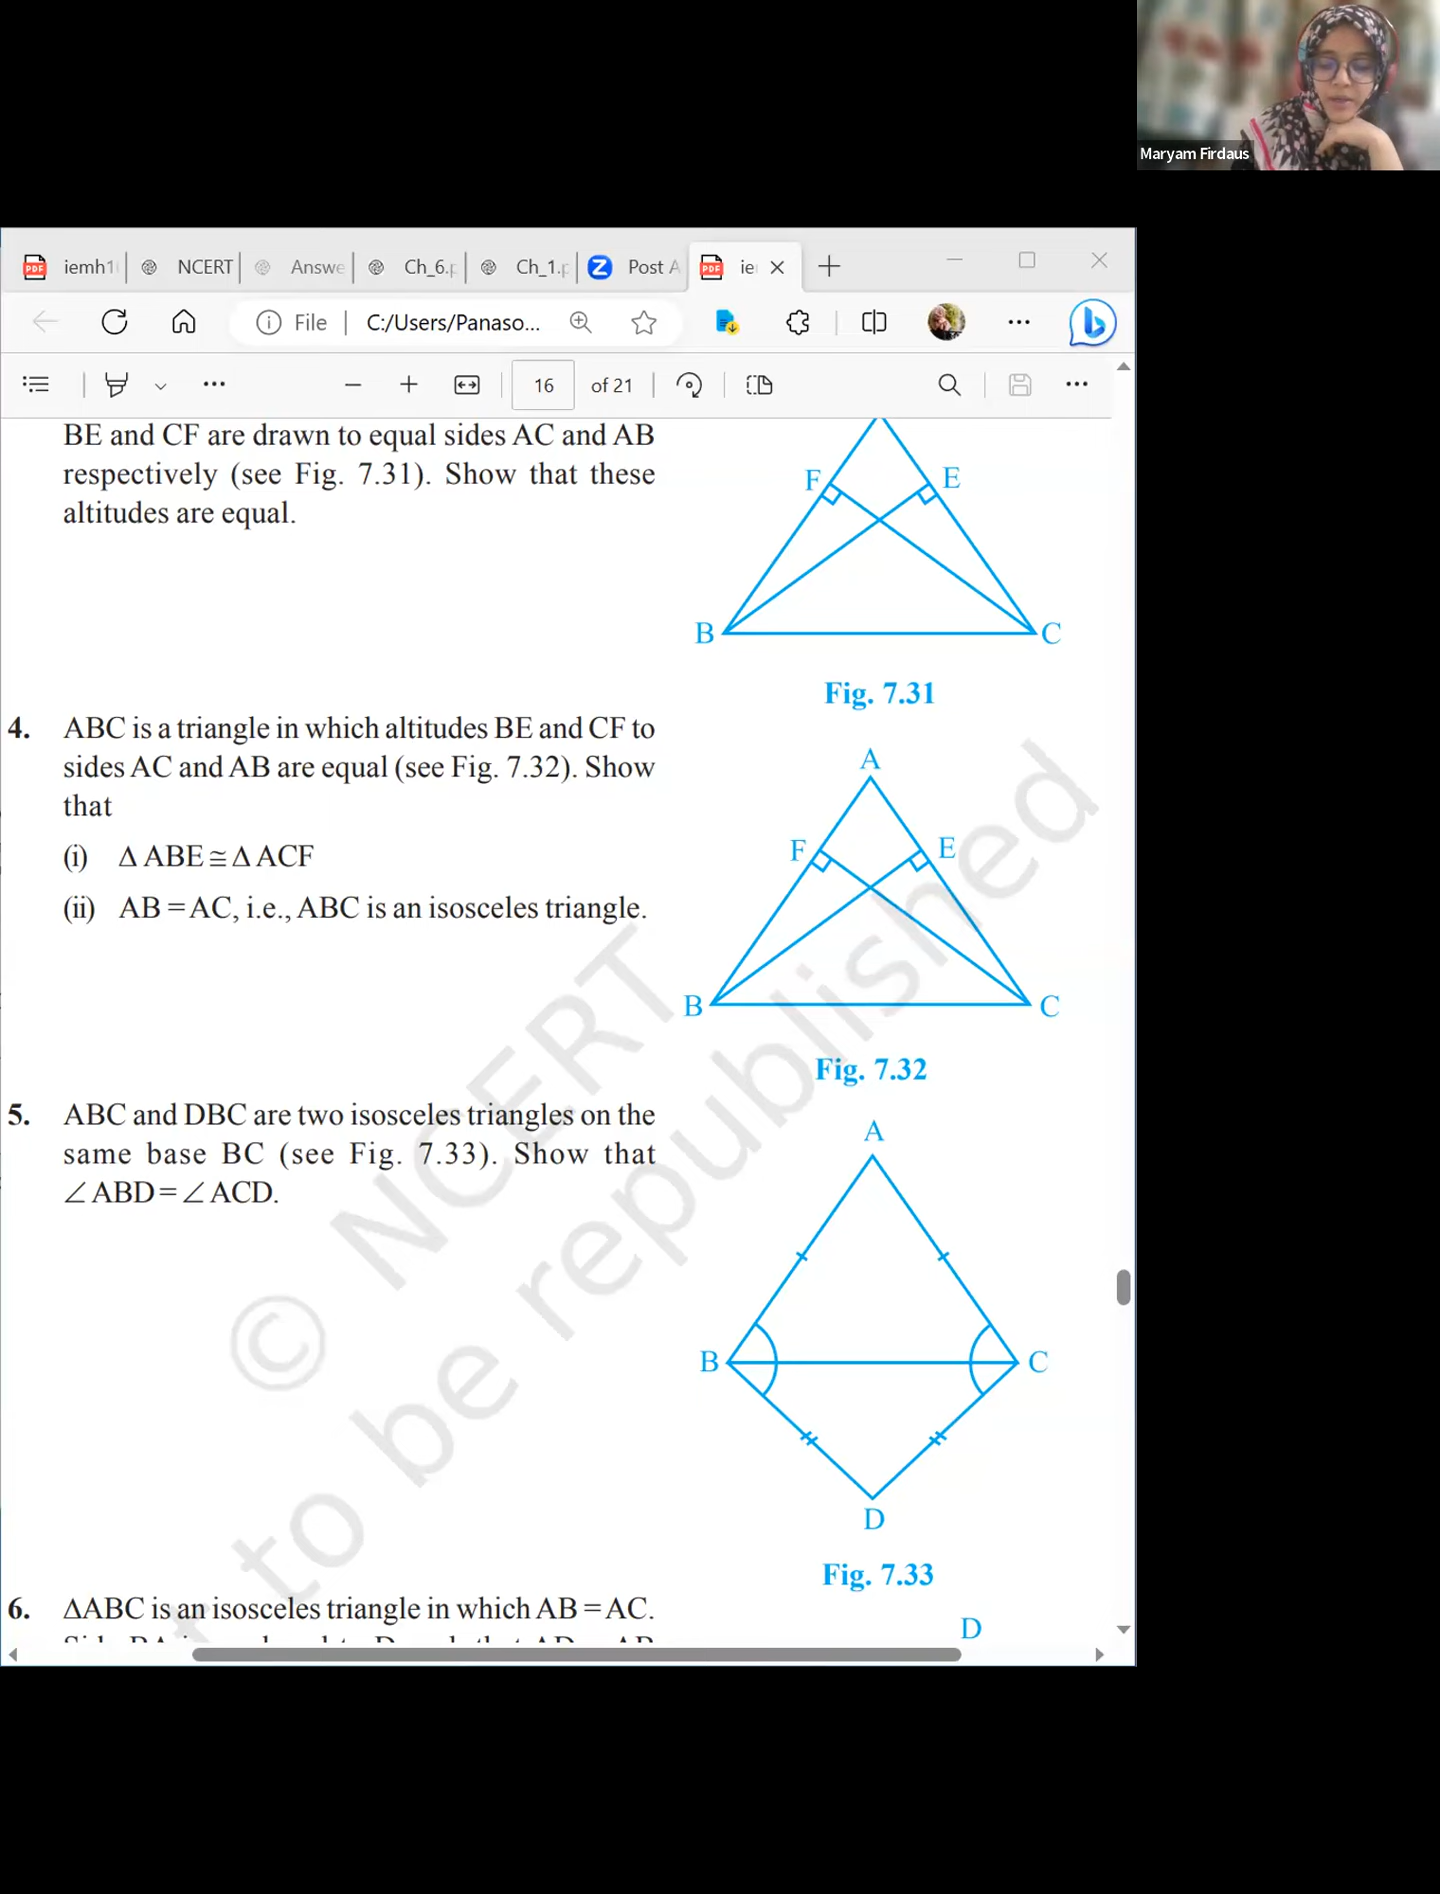 Maryam Firdaus
iemh1
NCERT
Answe
Ch_6.p
Ch_1.p
Post A
ie
File
C:/Users/Panaso...
16 of 21
BE and CF are drawn to equal sides AC and AB
respectively (see Fig. 7.31). Show that these
altitudes are equal.
F
E
B
C
Fig. 7.31
4. ABC is a triangle in which altitudes BE and CF to
sides AC and AB are equal (see Fig. 7.32). Show
that
(i) Δ ABE ≅ Δ ACF
(ii) AB = AC, i.e., ABC is an isosceles triangle.
A
F
E
B
C
Fig. 7.32
5. ABC and DBC are two isosceles triangles on the
same base BC (see Fig. 7.33). Show that
∠ ABD = ∠ ACD.
A
B
C
D
Fig. 7.33
6. ΔABC is an isosceles triangle in which AB = AC.
D
© NCERT
to be republished